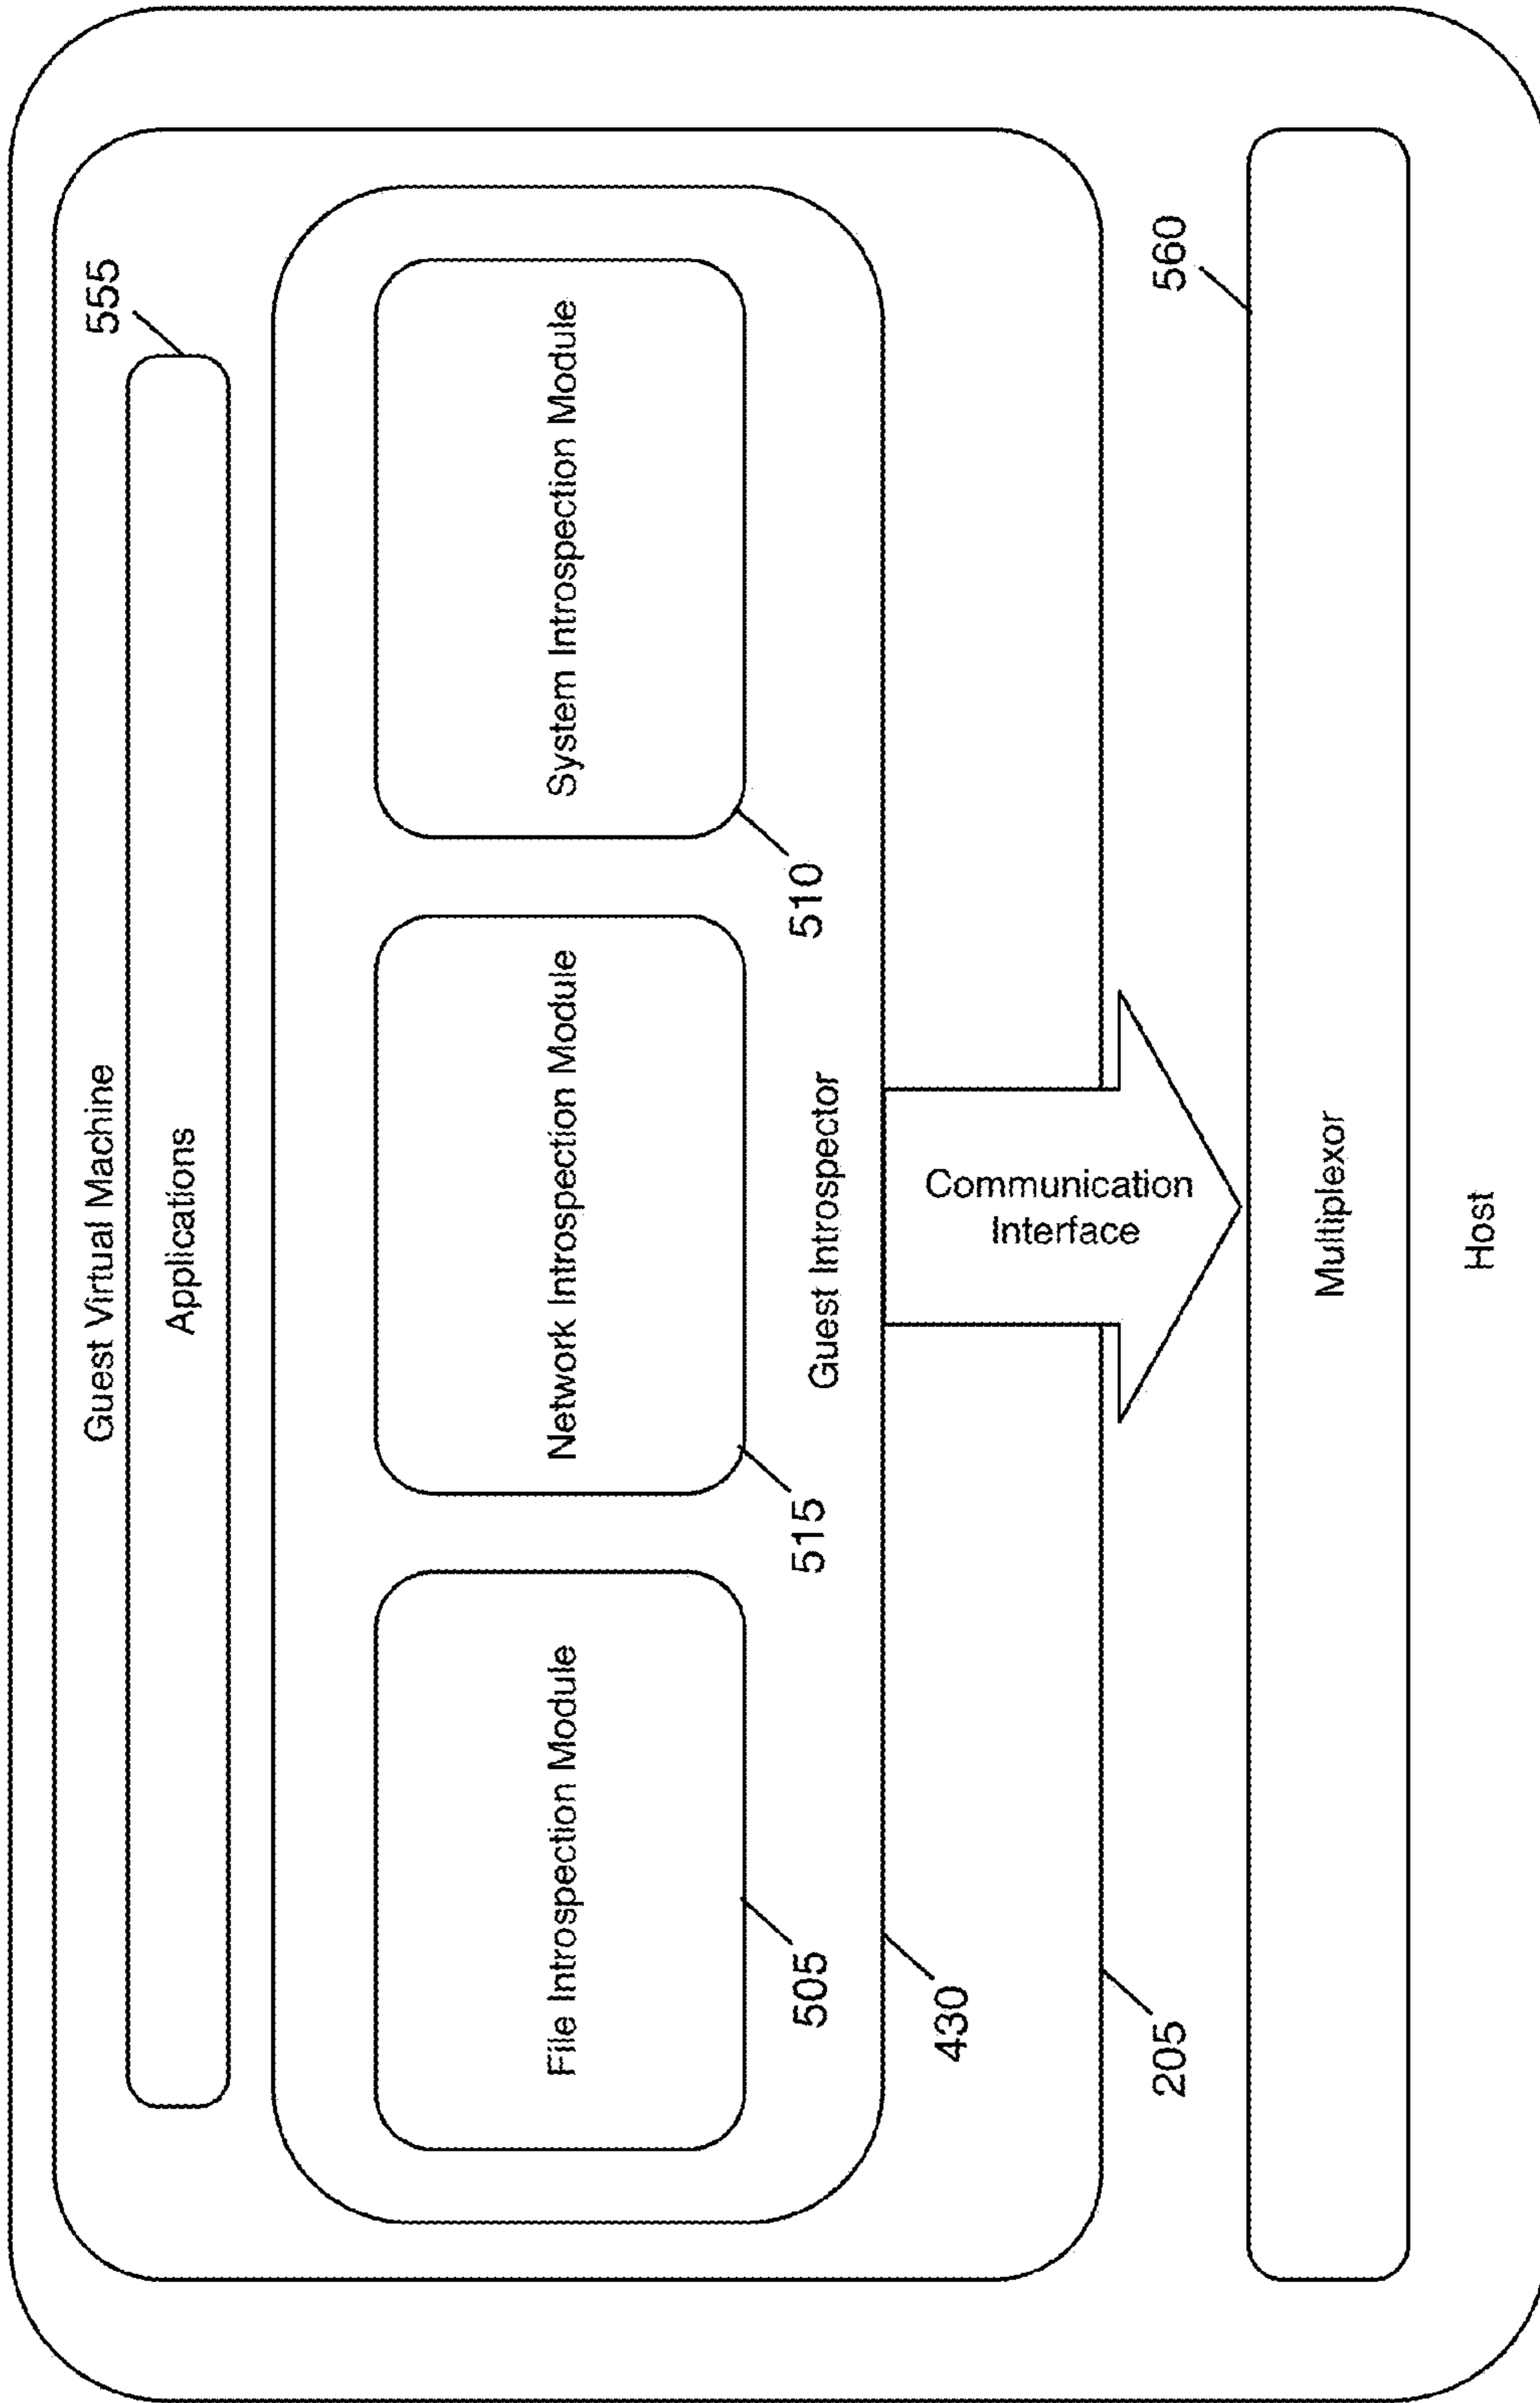 Guest Virtual Machine
555
Applications
File Introspection Module
Network Introspection Module
System Introspection Module
505
515
510
Guest Introspector
430
Communication
Interface
205
560
Multiplexor
Host